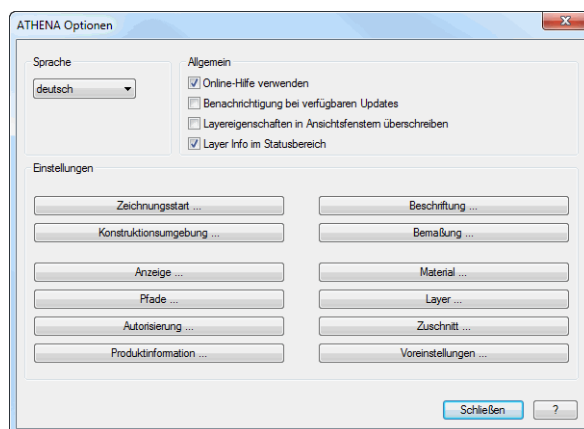 ATHENA Optionen
Sprache
deutsch
Allgemein
Online-Hilfe verwenden
Benachrichtigung bei verfügbaren Updates
Layereigenschaften in Ansichtsfenstern überschreiben
Layer Info im Statusbereich
Einstellungen
Zeichnungsstart ...
Beschriftung ...
Konstruktionsumgebung ...
Bemaßung ...
Anzeige ...
Material ...
Pfade ...
Layer ...
Autorisierung ...
Zuschnitt ...
Produktinformation ...
Voreinstellungen ...
Schließen
?